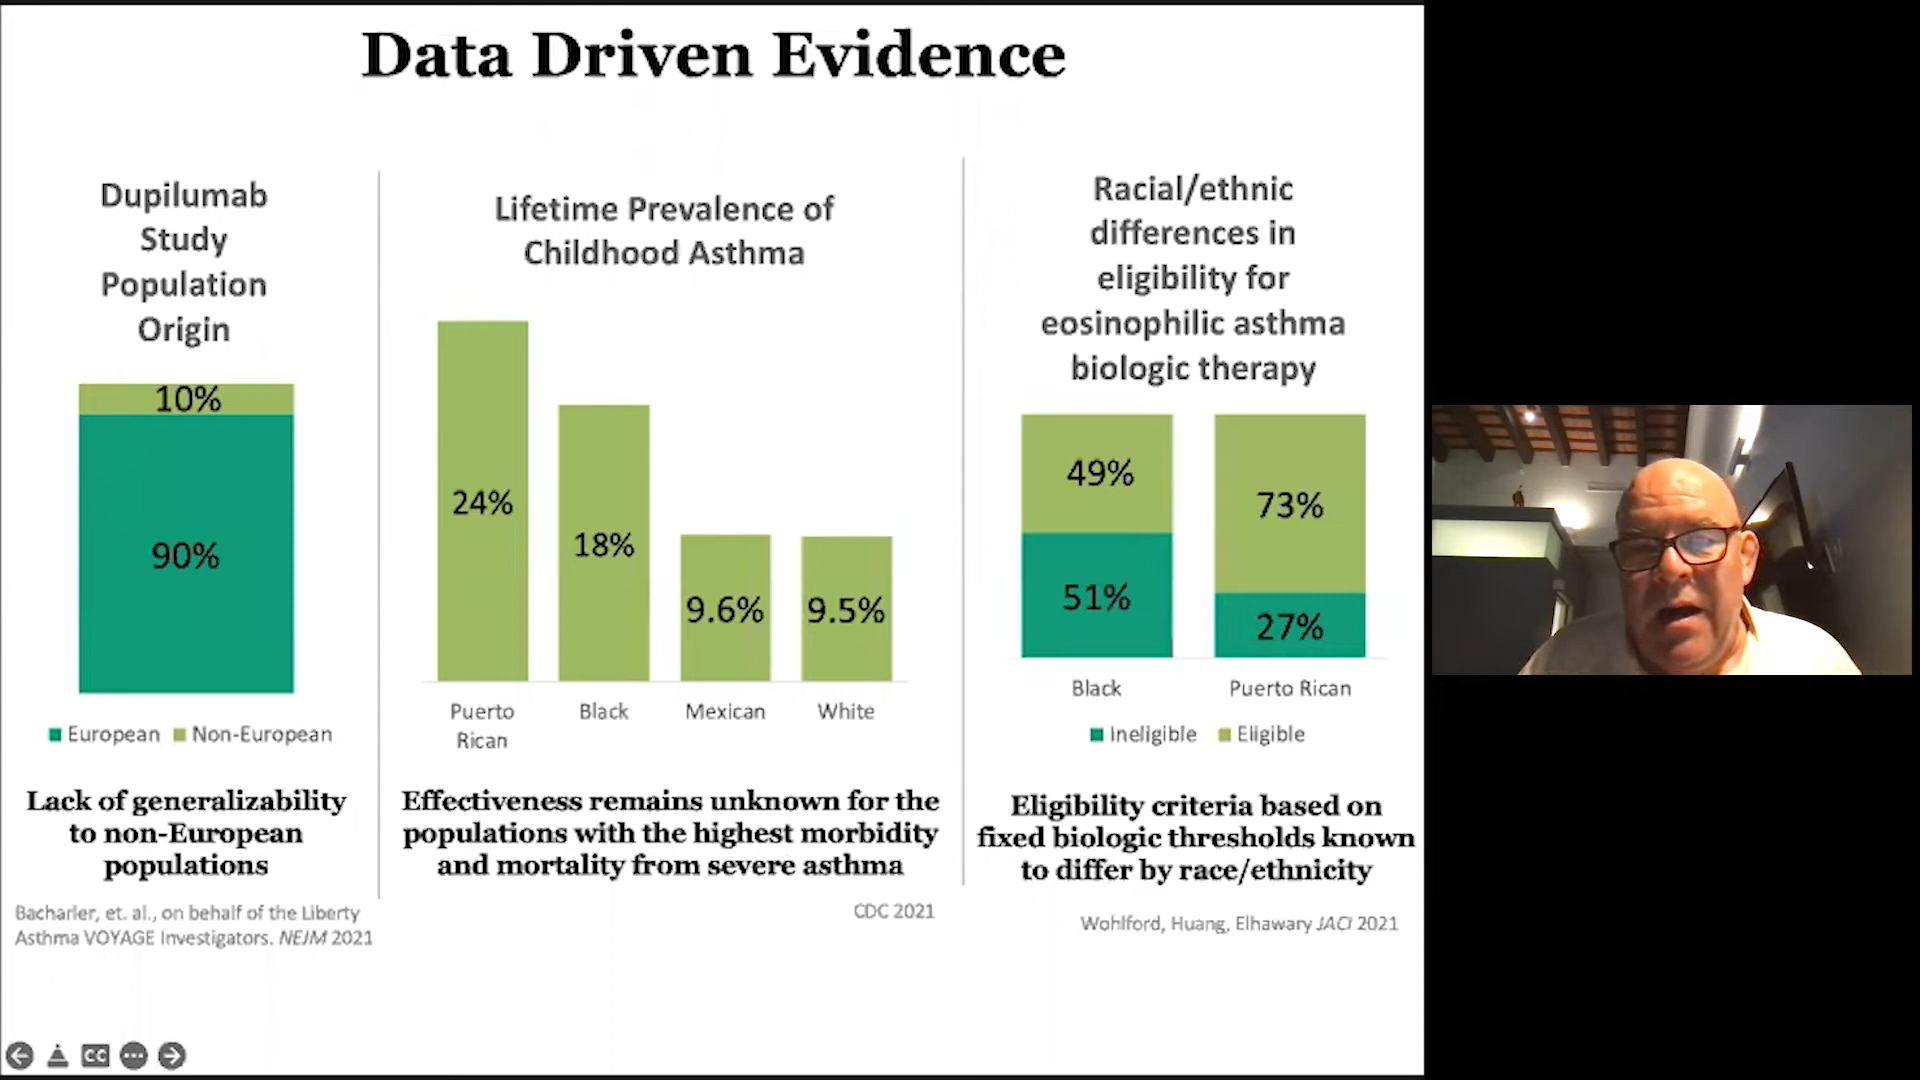 Data Driven Evidence
Dupilumab
Study
Population
Origin
10%
90%
European
Non-European
Lack of generalizability
to non-European
populations
Bacharier, et. al., on behalf of the Liberty
Asthma VOYAGE Investigators. NEJM 2021
Lifetime Prevalence of
Childhood Asthma
24%
18%
9.6%
9.5%
Puerto
Rican
Black
Mexican
White
Effectiveness remains unknown for the
populations with the highest morbidity
and mortality from severe asthma
CDC 2021
Racial/ethnic
differences in
eligibility for
eosinophilic asthma
biologic therapy
49%
73%
51%
27%
Black
Puerto Rican
Ineligible
Eligible
Eligibility criteria based on
fixed biologic thresholds known
to differ by race/ethnicity
Wohlford, Huang, Elhawary JACI 2021
CC